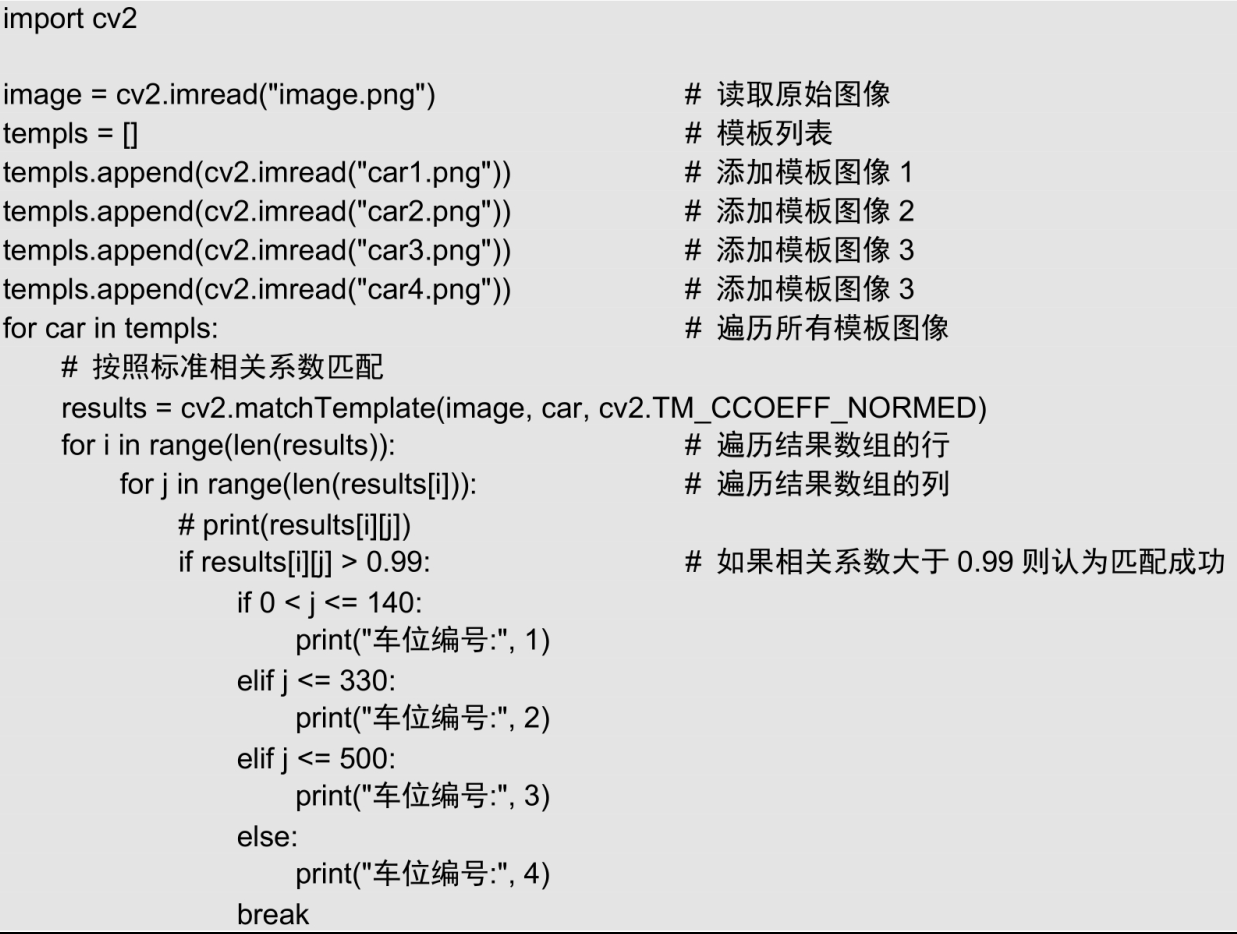 import cv2
image = cv2.imread("image.png") # 读取原始图像
templs = [] # 模板列表
templs.append(cv2.imread("car1.png")) # 添加模板图像 1
templs.append(cv2.imread("car2.png")) # 添加模板图像 2
templs.append(cv2.imread("car3.png")) # 添加模板图像 3
templs.append(cv2.imread("car4.png")) # 添加模板图像 3
for car in templs: # 遍历所有模板图像
# 按照标准相关系数匹配
results = cv2.matchTemplate(image, car, cv2.TM_CCOEFF_NORMED)
for i in range(len(results)): # 遍历结果数组的行
for j in range(len(results[i])): # 遍历结果数组的列
# print(results[i][j])
if results[i][j] > 0.99: # 如果相关系数大于 0.99 则认为匹配成功
if 0 < j <= 140:
print("车位编号:", 1)
elif j <= 330:
print("车位编号:", 2)
elif j <= 500:
print("车位编号:", 3)
else:
print("车位编号:", 4)
break